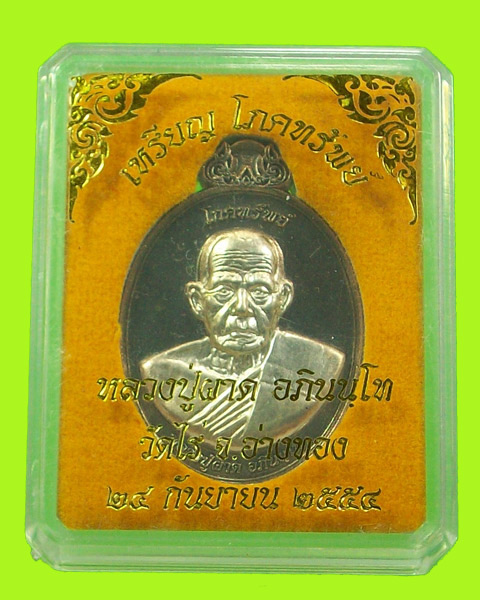 เหรียญ โภคทรัพย์
โภคทรัพย์
หลวงปู่ผาด อภินนฺโท
วัดไร่ จ.อ่างทอง
๒๔ กันยายน ๒๕๕๔